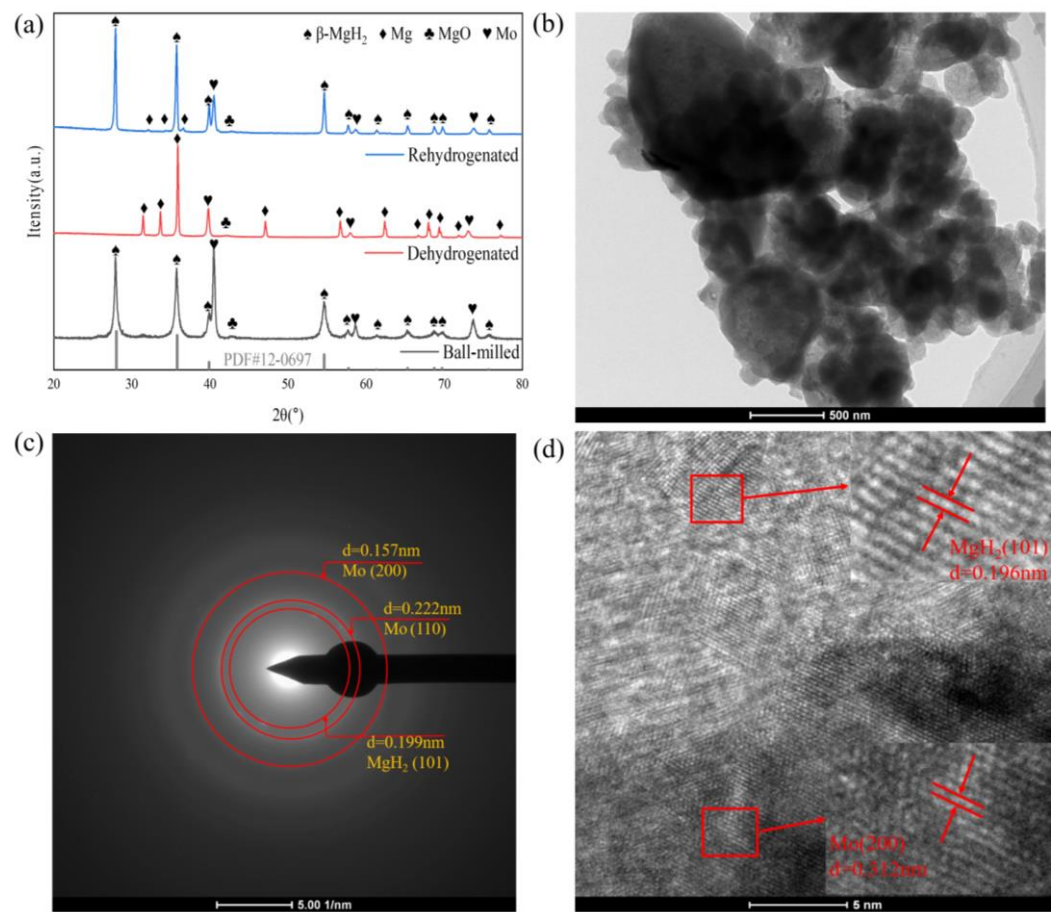 (a)
♠ β-MgH₂ ♦ Mg ♣ MgO ♥ Mo
Rehydrogenated
Dehydrogenated
PDF#12-0697
Ball-milled
Itensity(a.u.)
20 30 40 50 60 70 80
2θ(°)
(b)
500 nm
(c)
d=0.157nm
Mo (200)
d=0.222nm
Mo (110)
d=0.199nm
MgH₂ (101)
5.00 1/nm
(d)
MgH₂(101)
d=0.196nm
Mo(200)
d=0.312nm
5 nm